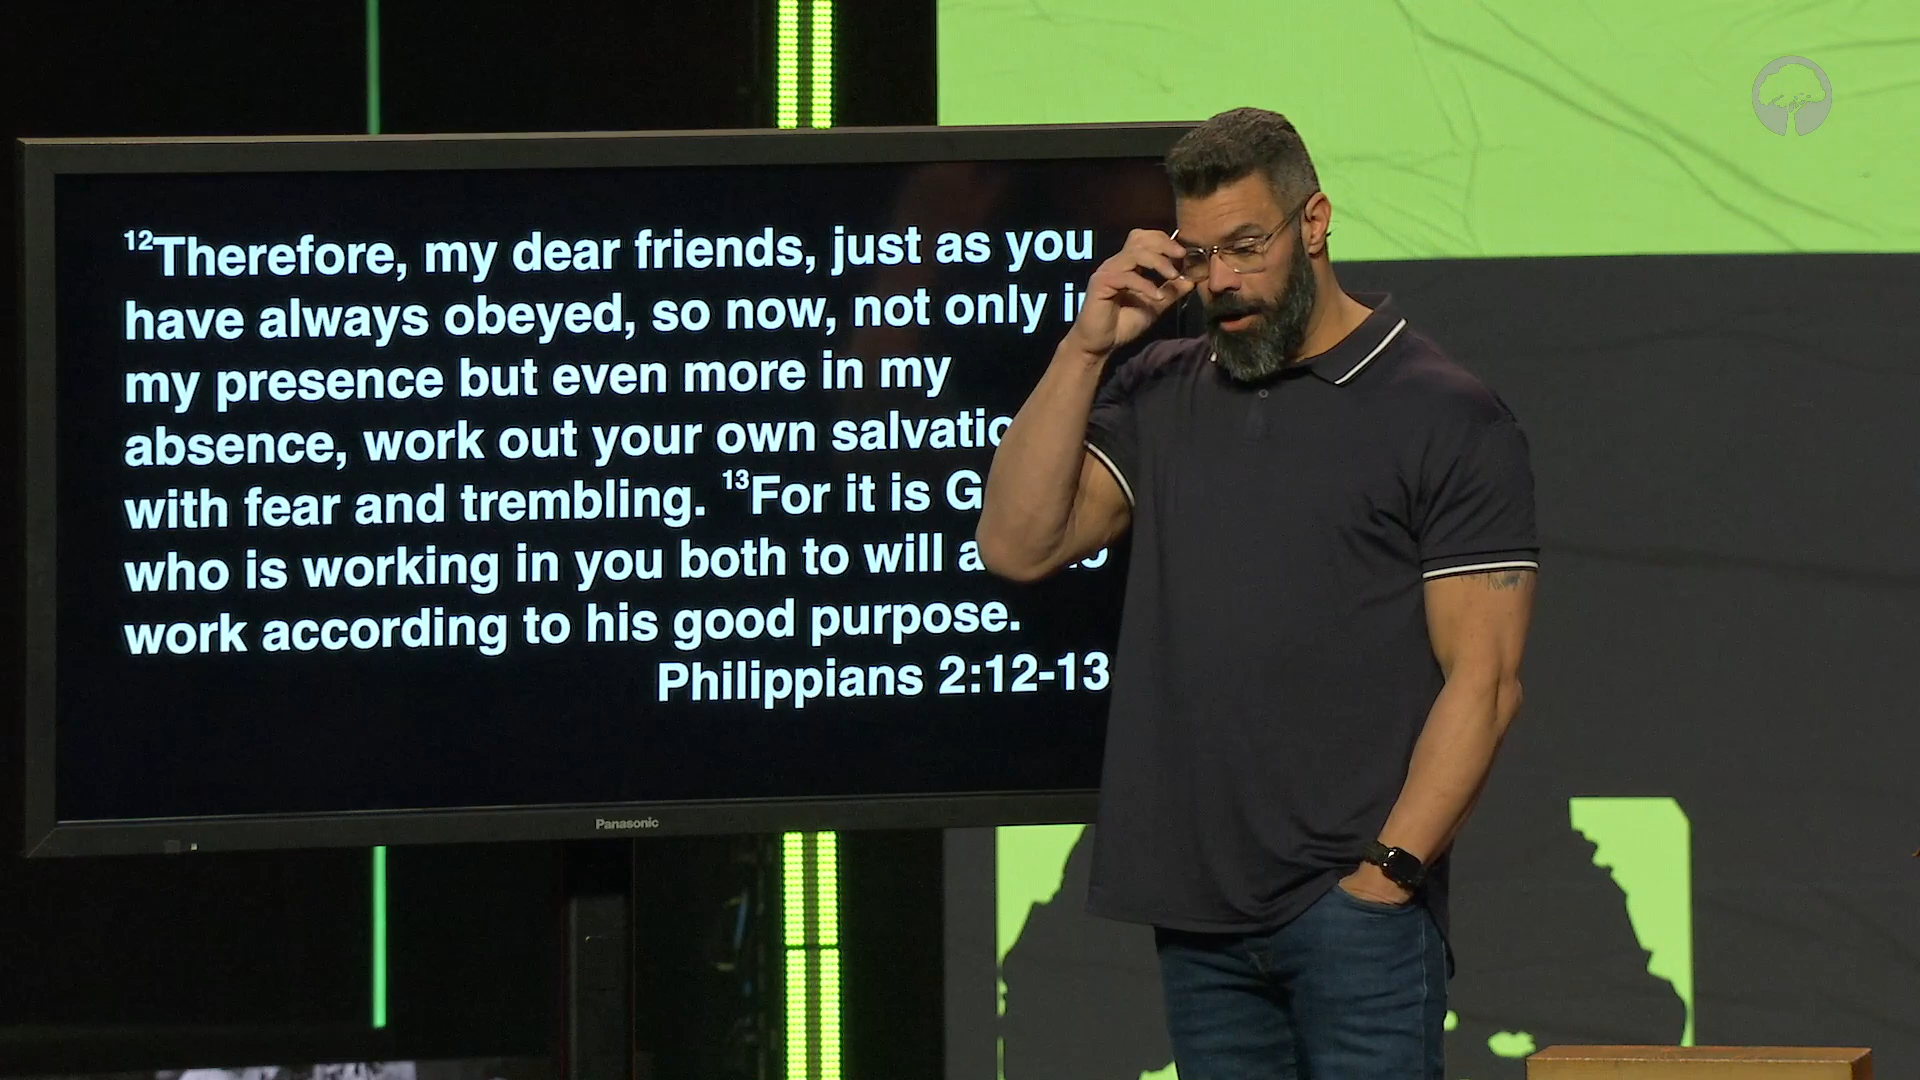 ¹²Therefore, my dear friends, just as you
have always obeyed, so now, not only
my presence but even more in my
absence, work out your own
with fear and trembling. ¹³For it is
who is working in you both to will
work according to his good purpose.
Philippians 2:12-13
Panasonic